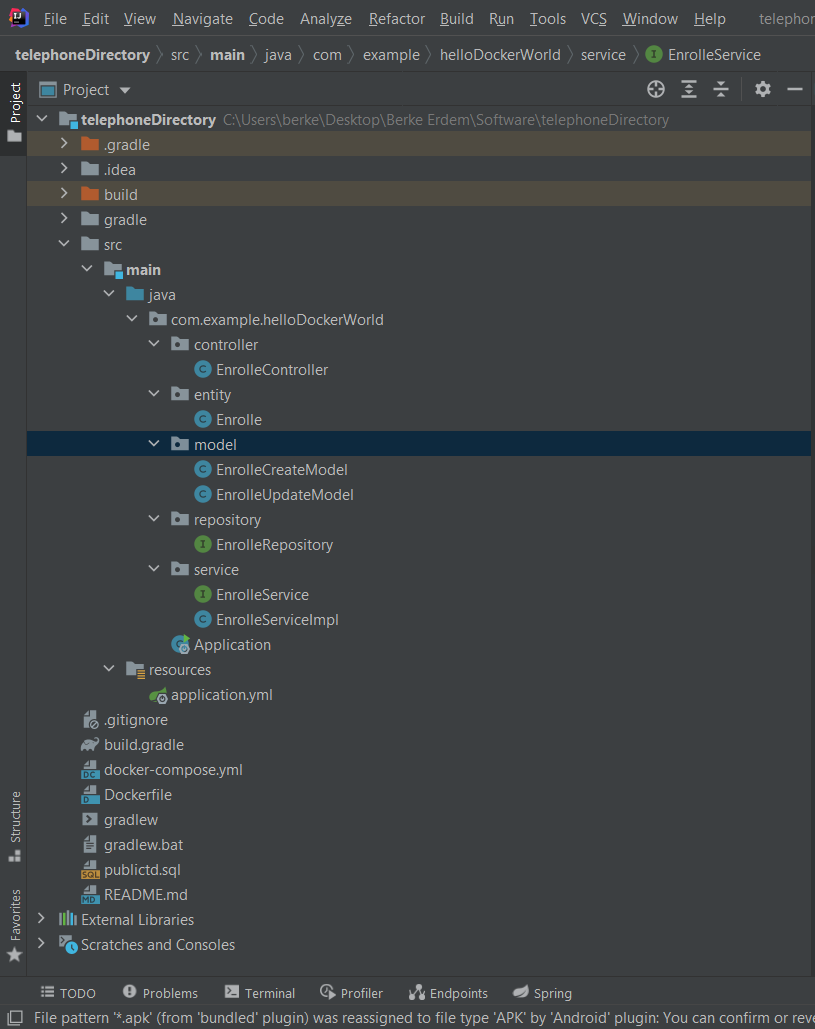 File Edit View Navigate Code Analyze Refactor Build Run Tools VCS Window Help telephon
telephoneDirectory src main java com example helloDockerWorld service I EnrolleService
Project
Project
telephoneDirectory C:\Users\berke\Desktop\Berke Erdem\Software\telephoneDirectory
.gradle
.idea
build
gradle
src
main
java
com.example.helloDockerWorld
controller
C EnrolleController
entity
C Enrolle
model
C EnrolleCreateModel
C EnrolleUpdateModel
repository
I EnrolleRepository
service
I EnrolleService
C EnrolleServiceImpl
Application
resources
application.yml
.gitignore
build.gradle
DC docker-compose.yml
D Dockerfile
gradlew
gradlew.bat
SQL publictd.sql
MD README.md
External Libraries
Scratches and Consoles
Structure
Favorites
TODO Problems Terminal Profiler Endpoints Spring
File pattern '*.apk' (from 'bundled' plugin) was reassigned to file type 'APK' by 'Android' plugin: You can confirm or reve